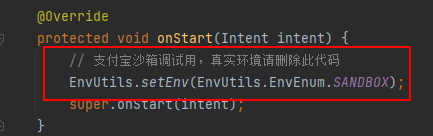 @Override
protected void onStart(Intent intent) {
// 支付宝沙箱调试用，真实环境请删除此代码
EnvUtils.setEnv(EnvUtils.EnvEnum.SANDBOX);
super.onStart(intent);
}